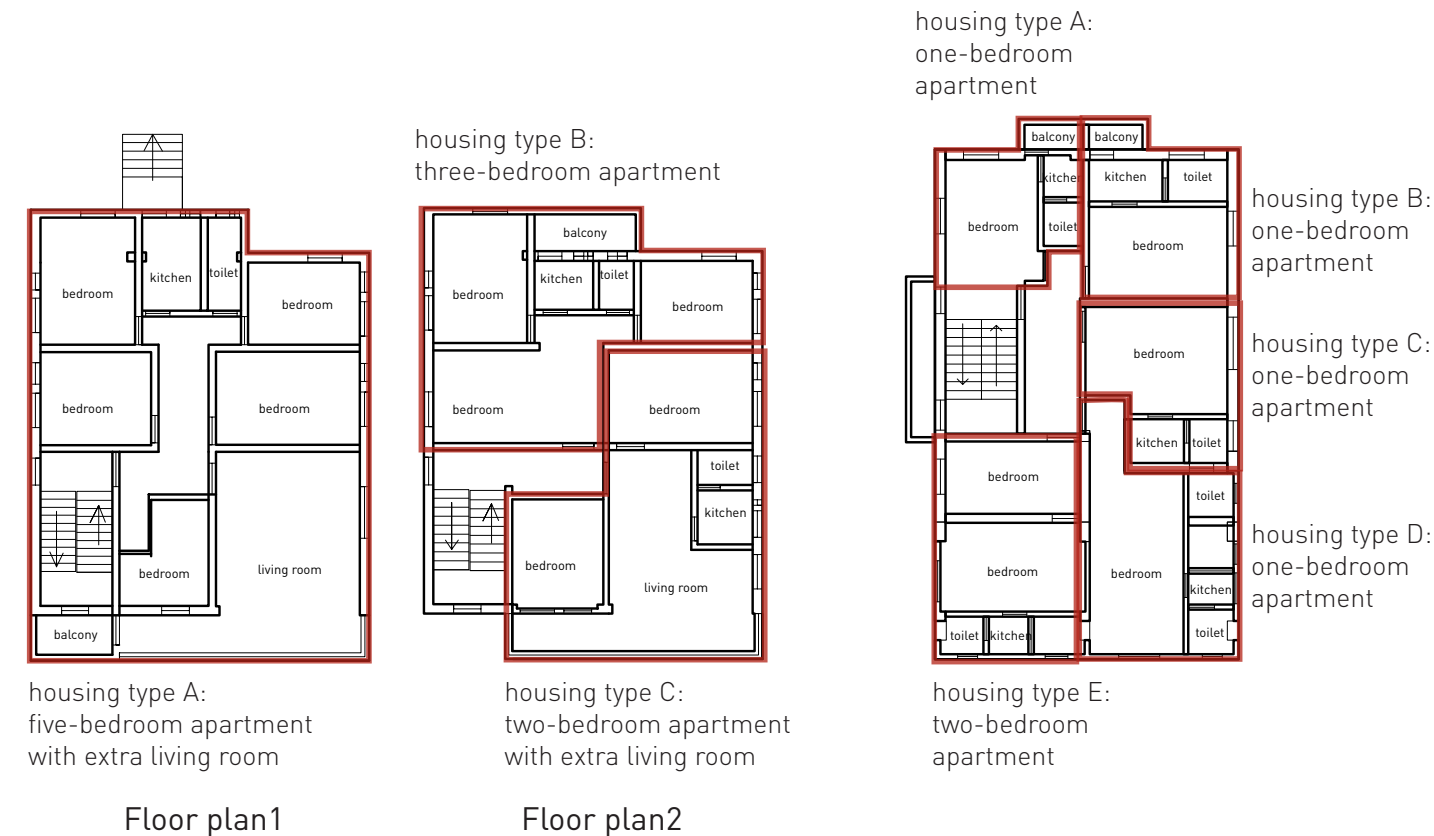 housing type A:
one-bedroom
apartment
housing type B:
three-bedroom apartment
balcony
balcony
kitchen
kitchen
toilet
bedroom
toilet
bedroom
housing type B:
one-bedroom
apartment
bedroom
housing type C:
one-bedroom
apartment
kitchen
toilet
bedroom
toilet
bedroom
bedroom
kitchen
housing type D:
one-bedroom
apartment
toilet
kitchen
toilet
bedroom
kitchen
toilet
bedroom
bedroom
bedroom
bedroom
living room
balcony
balcony
bedroom
kitchen
toilet
bedroom
bedroom
bedroom
toilet
kitchen
bedroom
living room
housing type A:
five-bedroom apartment
with extra living room
housing type C:
two-bedroom apartment
with extra living room
housing type E:
two-bedroom
apartment
Floor plan1
Floor plan2